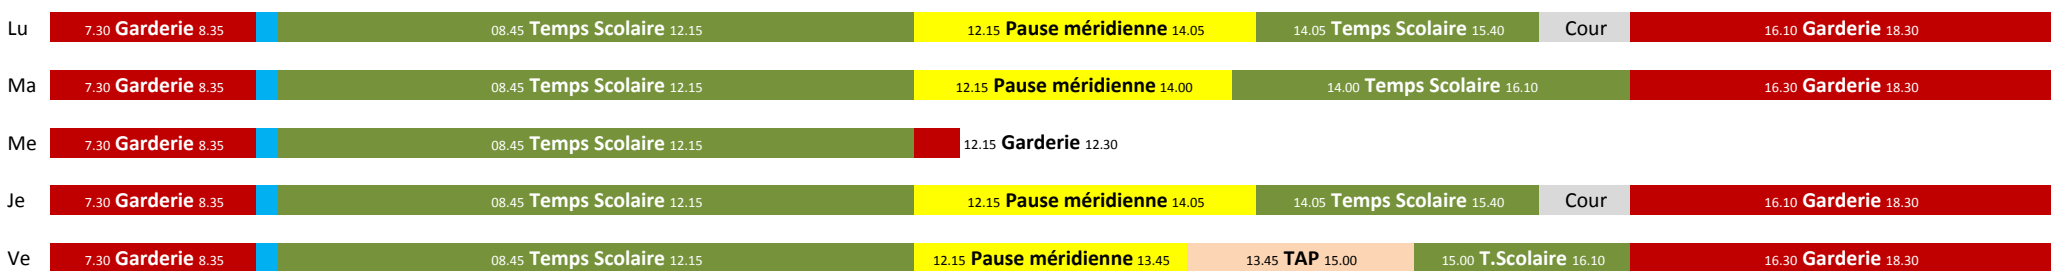 Lu 7.30 Garderie 8.35 08.45 Temps Scolaire 12.15 12.15 Pause méridienne 14.05 14.05 Temps Scolaire 15.40 Cour 16.10 Garderie 18.30
Ma 7.30 Garderie 8.35 08.45 Temps Scolaire 12.15 12.15 Pause méridienne 14.00 14.00 Temps Scolaire 16.10 16.30 Garderie 18.30
Me 7.30 Garderie 8.35 08.45 Temps Scolaire 12.15 12.15 Garderie 12.30
Je 7.30 Garderie 8.35 08.45 Temps Scolaire 12.15 12.15 Pause méridienne 14.05 14.05 Temps Scolaire 15.40 Cour 16.10 Garderie 18.30
Ve 7.30 Garderie 8.35 08.45 Temps Scolaire 12.15 12.15 Pause méridienne 13.45 13.45 TAP 15.00 15.00 T.Scolaire 16.10 16.30 Garderie 18.30